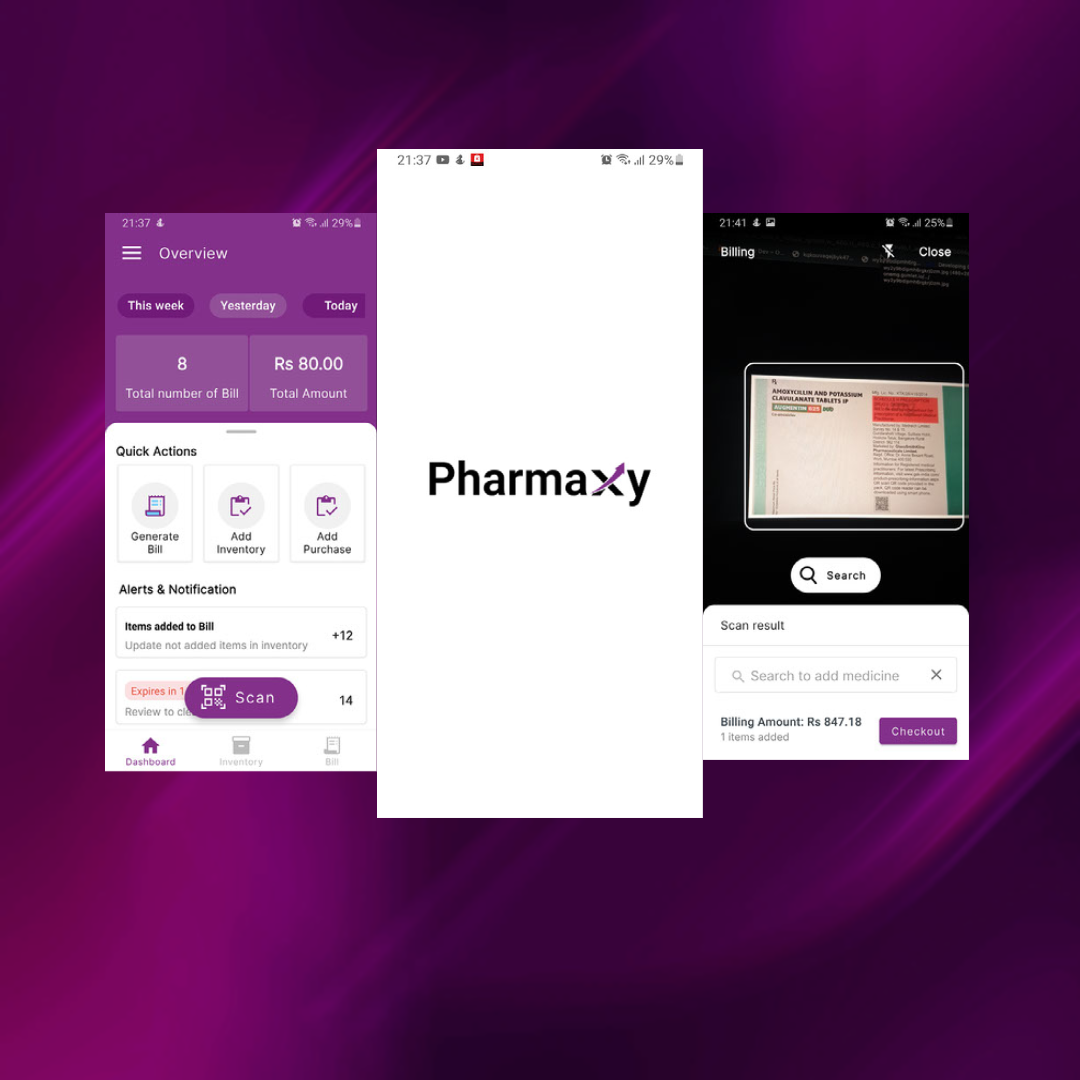 21:37
29%
Overview
This week
Yesterday
Today
8
Rs 80.00
Total number of Bill
Total Amount
Quick Actions
Generate
Bill
Add
Inventory
Add
Purchase
Alerts & Notification
Items added to Bill
+12
Update not added items in inventory
Expires in 1
14
Review to cle
Scan
Dashboard
Inventory
Bill
21:37
29%
Pharmaxy
21:41
25%
Billing
Close
AMOXYCILLIN AND POTASSIUM
CLAVULANATE TABLETS IP
AUGMENTIN 625 DUO
Search
Scan result
Search to add medicine
Billing Amount: Rs 847.18
1 items added
Checkout